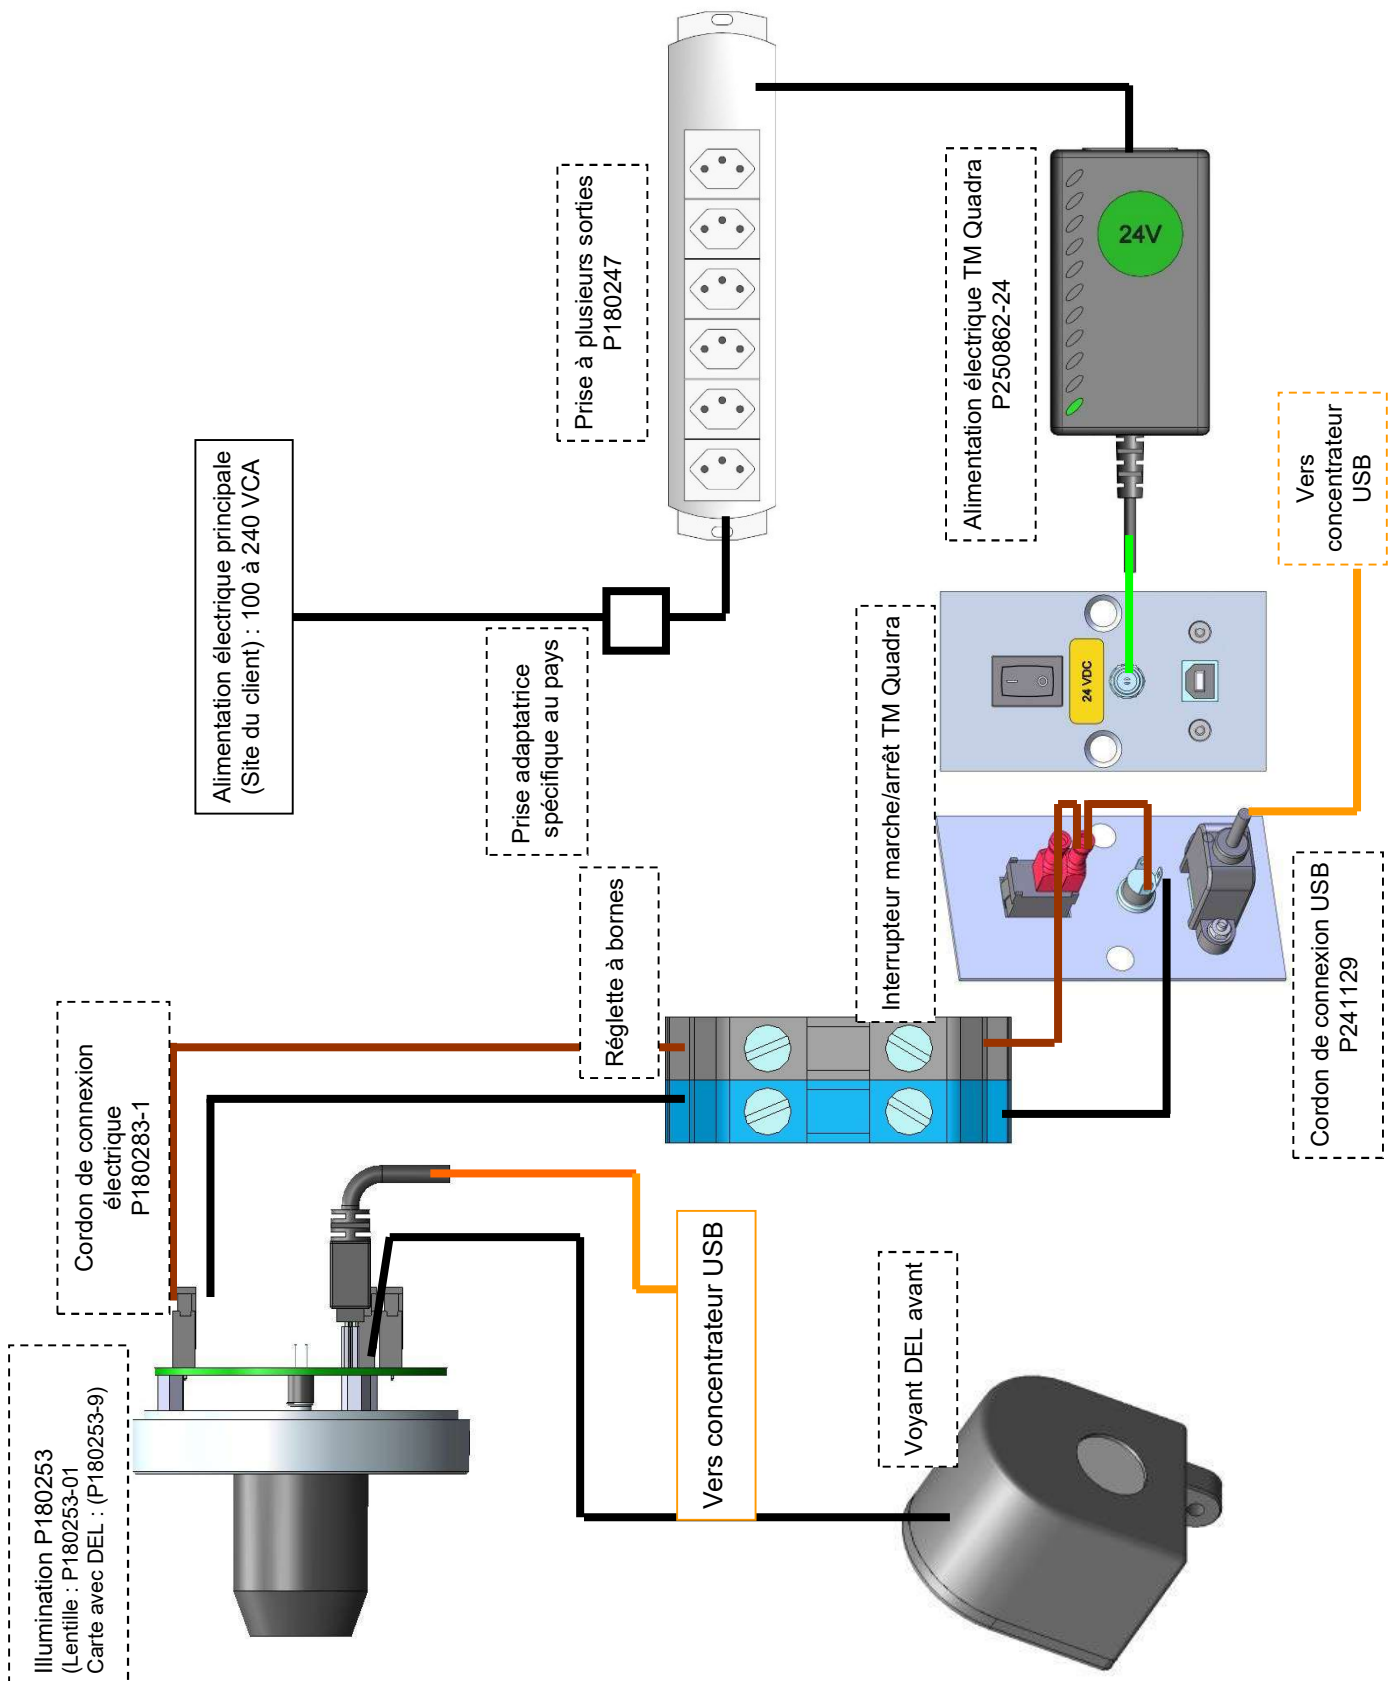 Alimentation électrique principale
(Site du client) : 100 à 240 VCA
Prise adaptatrice
spécifique au pays
Prise à plusieurs sorties
P180247
Alimentation électrique TM Quadra
P250862-24
24V
Vers
concentrateur
USB
Cordon de connexion
électrique
P180283-1
Réglette à bornes
Interrupteur marche/arrêt TM Quadra
24 VDC
Cordon de connexion USB
P241129
Illumination P180253
(Lentille : P180253-01
Carte avec DEL : (P180253-9)
Vers concentrateur USB
Voyant DEL avant